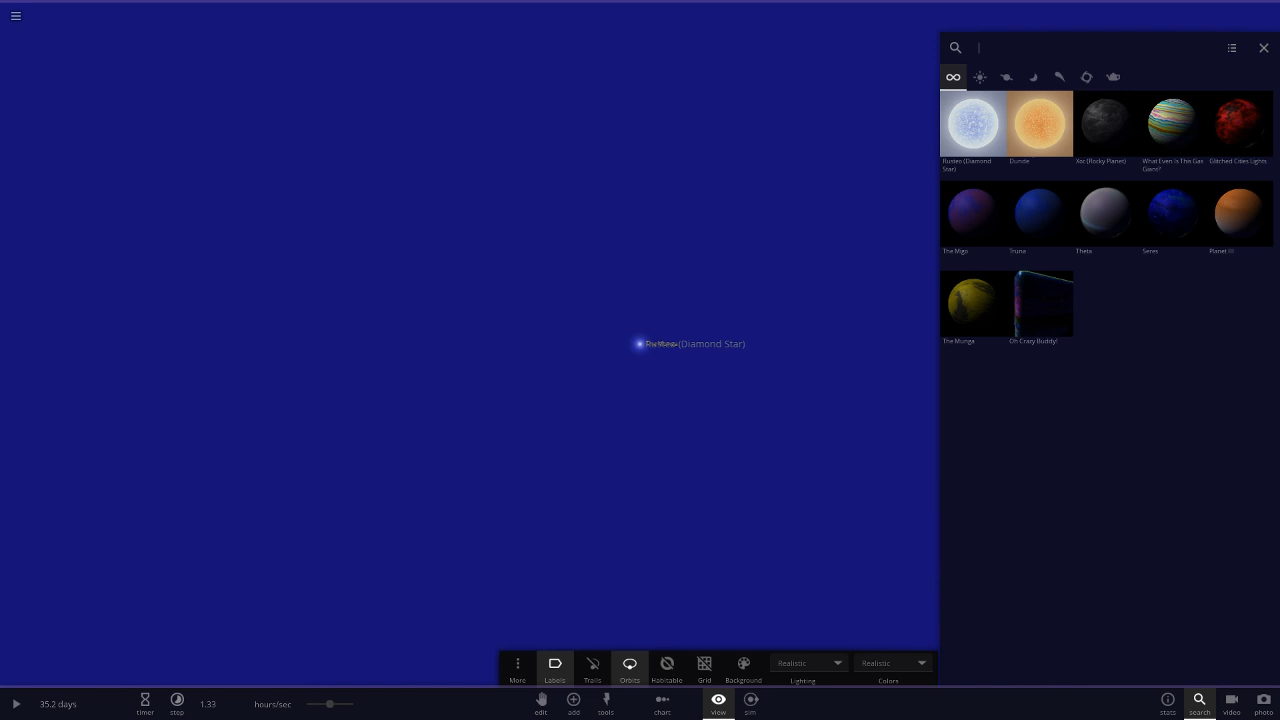 Rusteo (Diamond Star)
Dunde
Xoc (Rocky Planet)
What Even Is This Gas Giant?
Glitched Cities Lights
The Migo
Truna
Theta
Seres
Planet
(Diamond Star)
The Munga
Oh Crazy Buddy!
More
Labels
Trails
Orbits
Habitable
Grid
Background
Realistic
Lighting
Realistic
Colors
35.2 days
timer
step
1.33
hours/sec
edit
add
tools
chart
view
sim
stats
search
video
photo